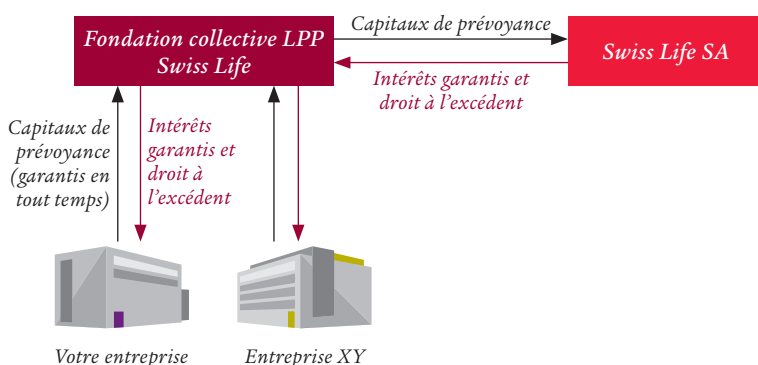 Fondation collective LPP
Swiss Life
Capitaux de prévoyance
Swiss Life SA
Intérêts garantis et
droit à l'excédent
Capitaux de
prévoyance
(garantis en
tout temps)
Intérêts
garantis et
droit à
l'excédent
Votre entreprise
Entreprise XY